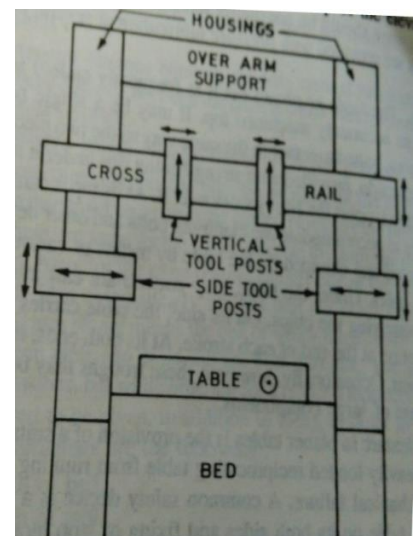 HOUSINGS
OVER ARM
SUPPORT
CROSS
RAIL
VERTICAL
TOOL POSTS
SIDE TOOL
POSTS
TABLE
BED